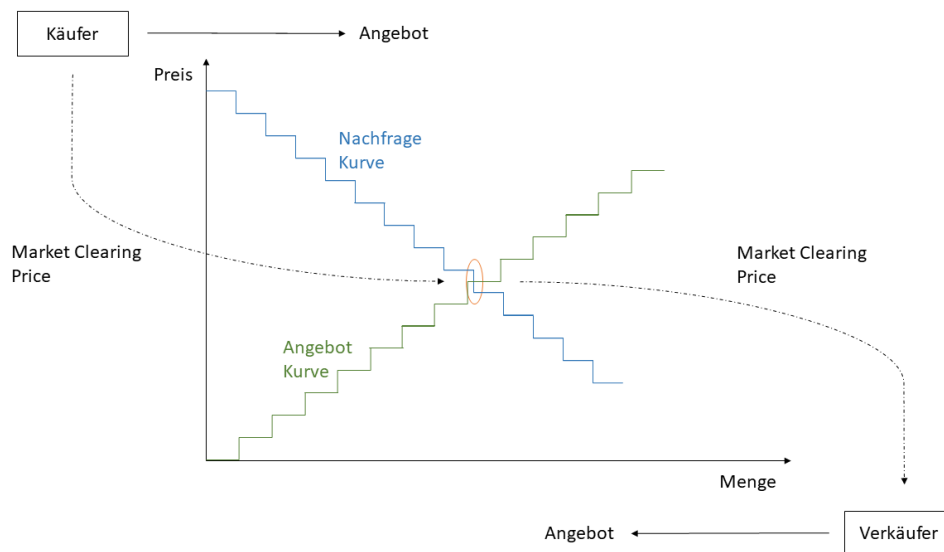 Käufer
Angebot
Preis
Nachfrage
Kurve
Market Clearing
Price
Market Clearing
Price
Angebot
Kurve
Menge
Angebot
Verkäufer